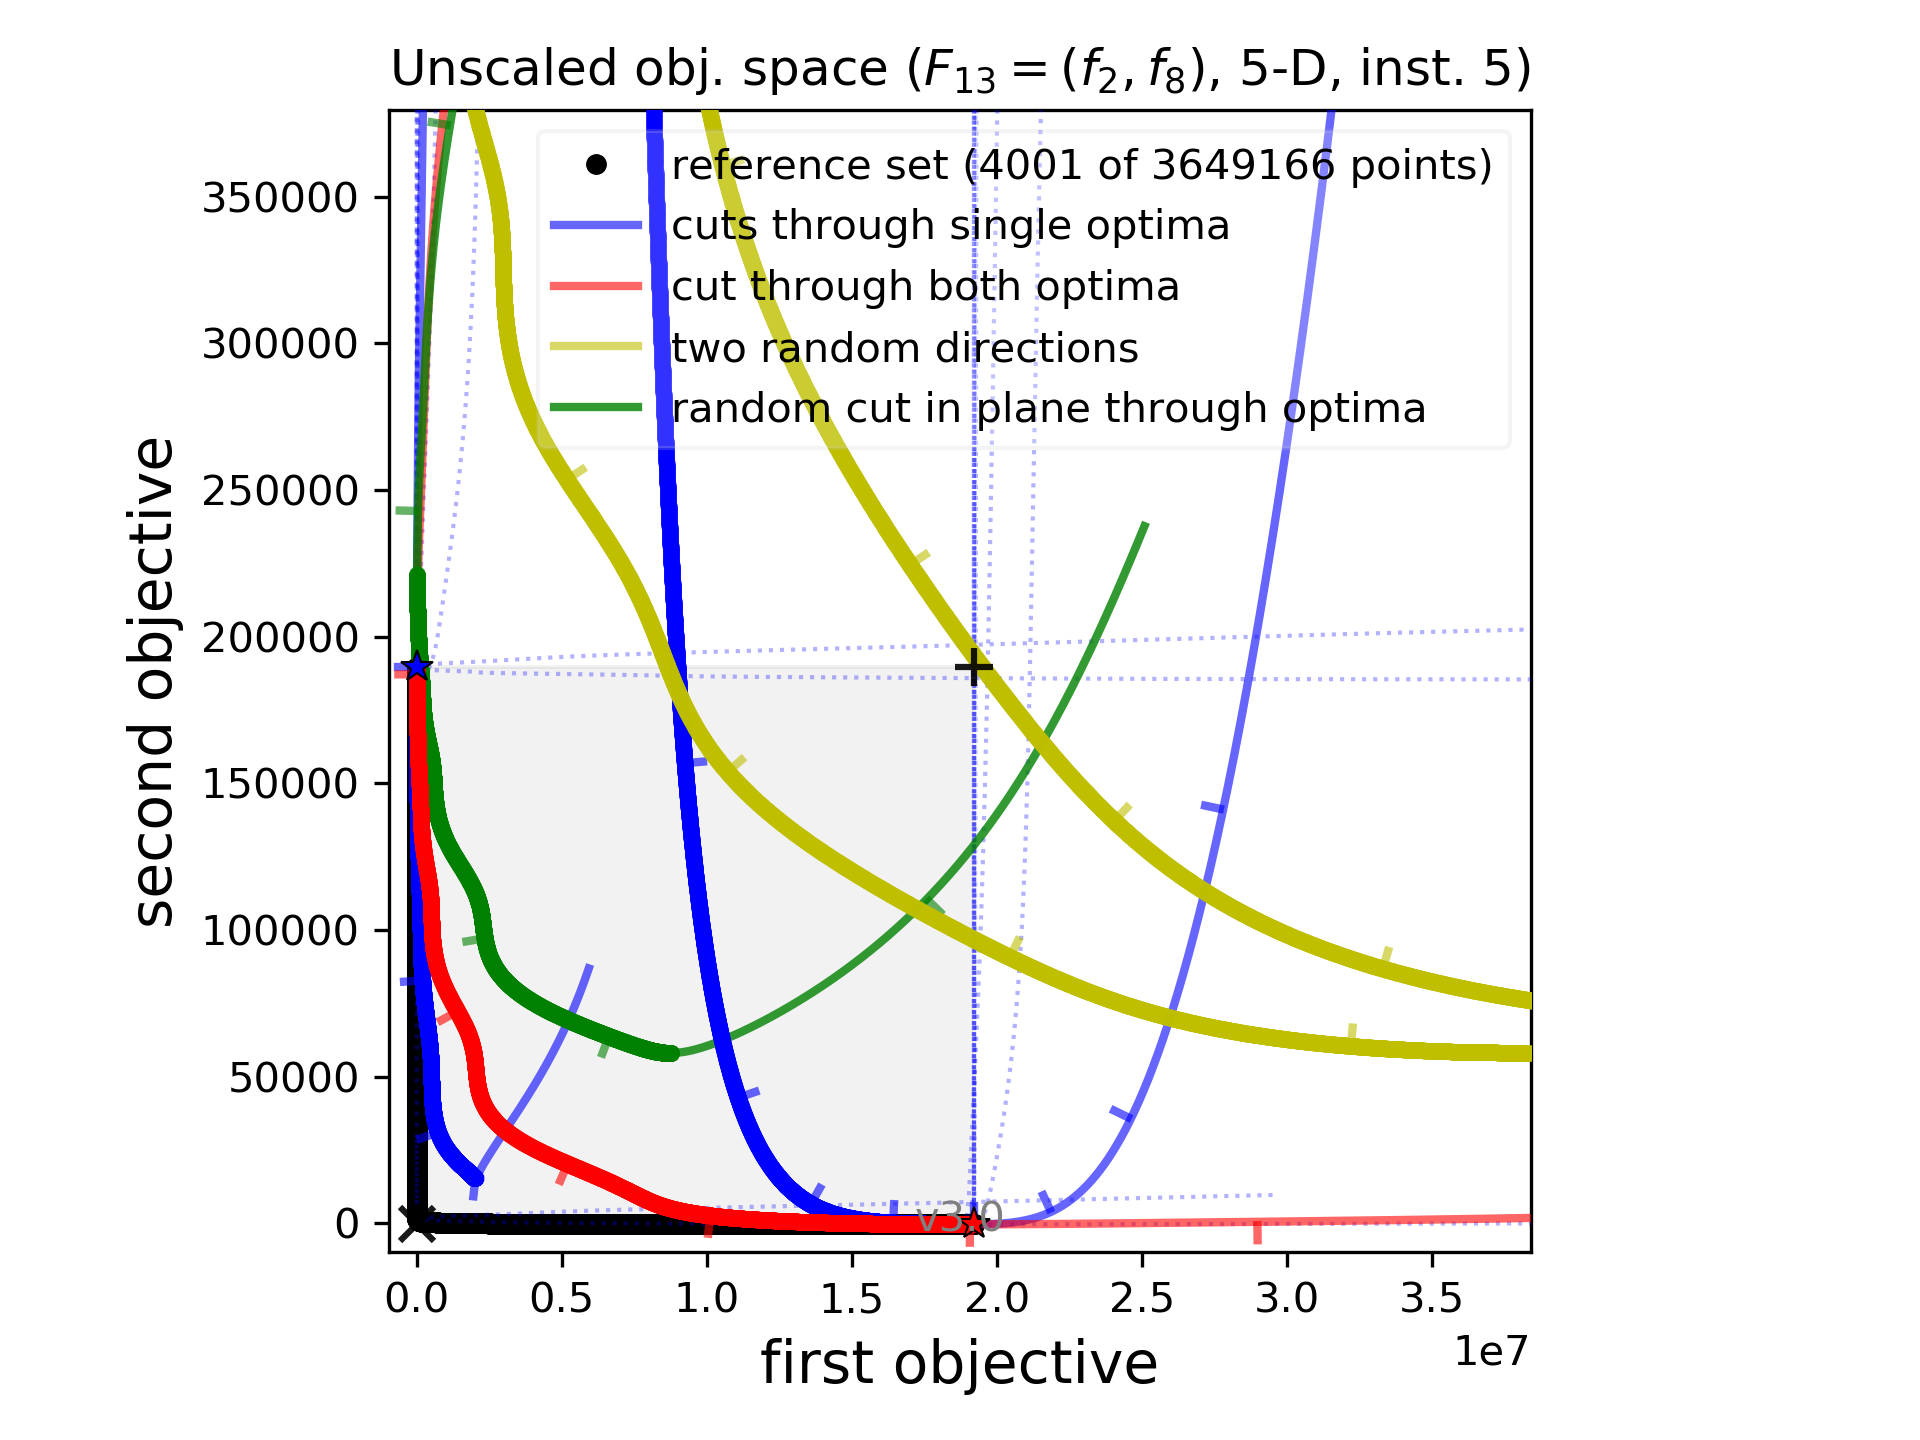 Unscaled obj. space (F₁₃ = (f₂, f₈), 5-D, inst. 5)
reference set (4001 of 3649166 points)
cuts through single optima
cut through both optima
two random directions
random cut in plane through optima
350000
300000
250000
200000
150000
100000
50000
0
second objective
v3.0
0.0 0.5 1.0 1.5 2.0 2.5 3.0 3.5
1e7
first objective